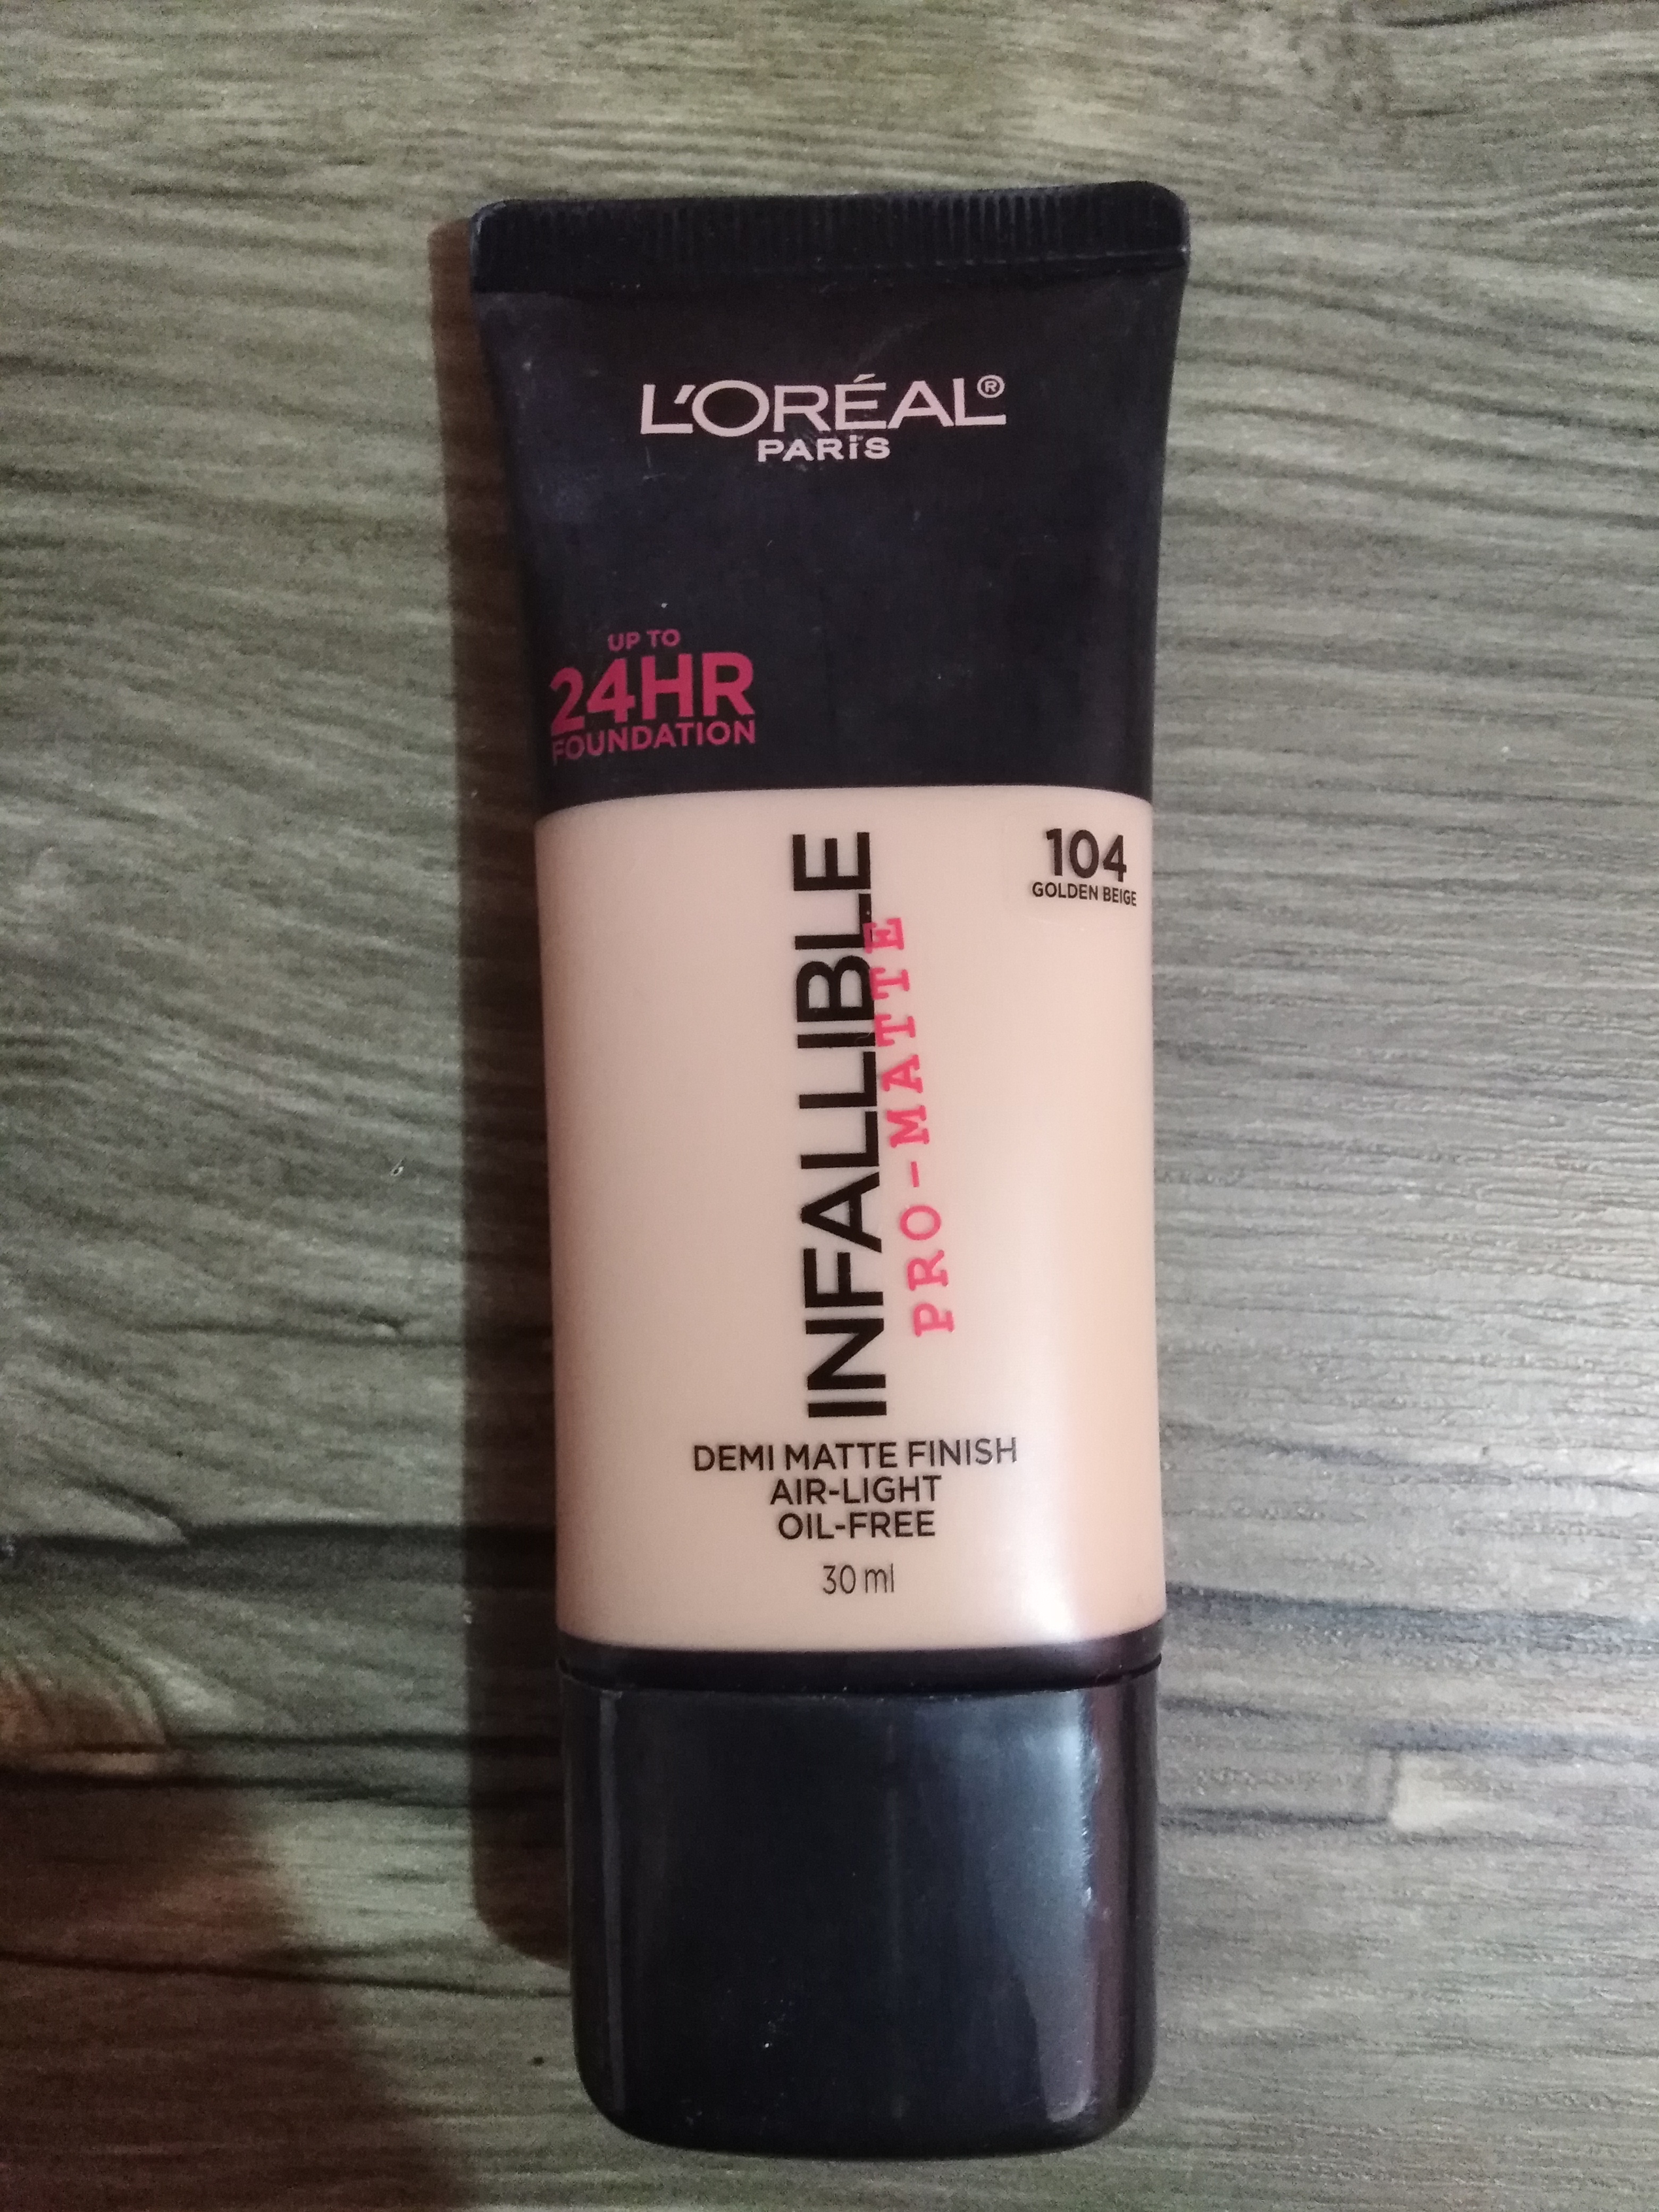 L'ORÉAL®
PARiS
UP TO
24HR
FOUNDATION
104
GOLDEN BEIGE
INFALLIBLE
PRO-MATTE
DEMI MATTE FINISH
AIR-LIGHT
OIL-FREE
30 ml